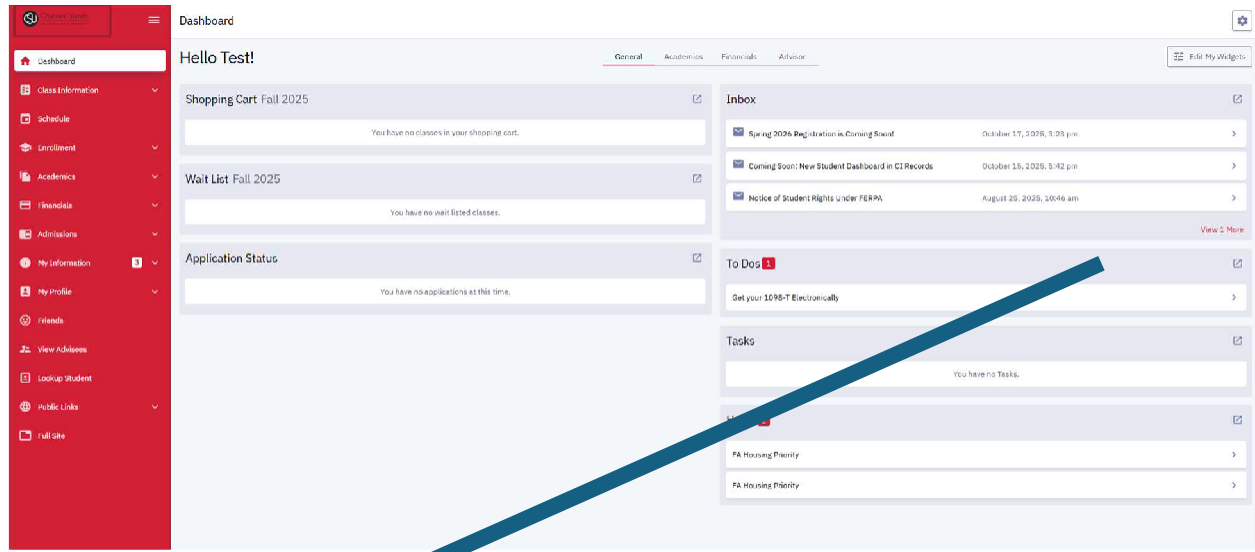 Channel Islands
Dashboard
Hello Test!
General Academics Financials Advisor
Edit My Widgets
Dashboard
Class Information
Schedule
Enrollment
Academics
Financials
Admissions
My Information 3
My Profile
Friends
View Advisees
Lookup Student
Public Links
Full Site
Shopping Cart Fall 2025
You have no classes in your shopping cart.
Wait List Fall 2025
You have no wait listed classes.
Application Status
You have no applications at this time.
Inbox
Spring 2026 Registration is Coming Soon! October 17, 2025, 3:23 pm
Coming Soon: New Student Dashboard in CI Records October 15, 2025, 5:42 pm
Notice of Student Rights under FERPA August 25, 2025, 10:46 am
View 1 More
To Dos 1
Get your 1098-T Electronically
Tasks
You have no Tasks.
FA Housing Priority
FA Housing Priority